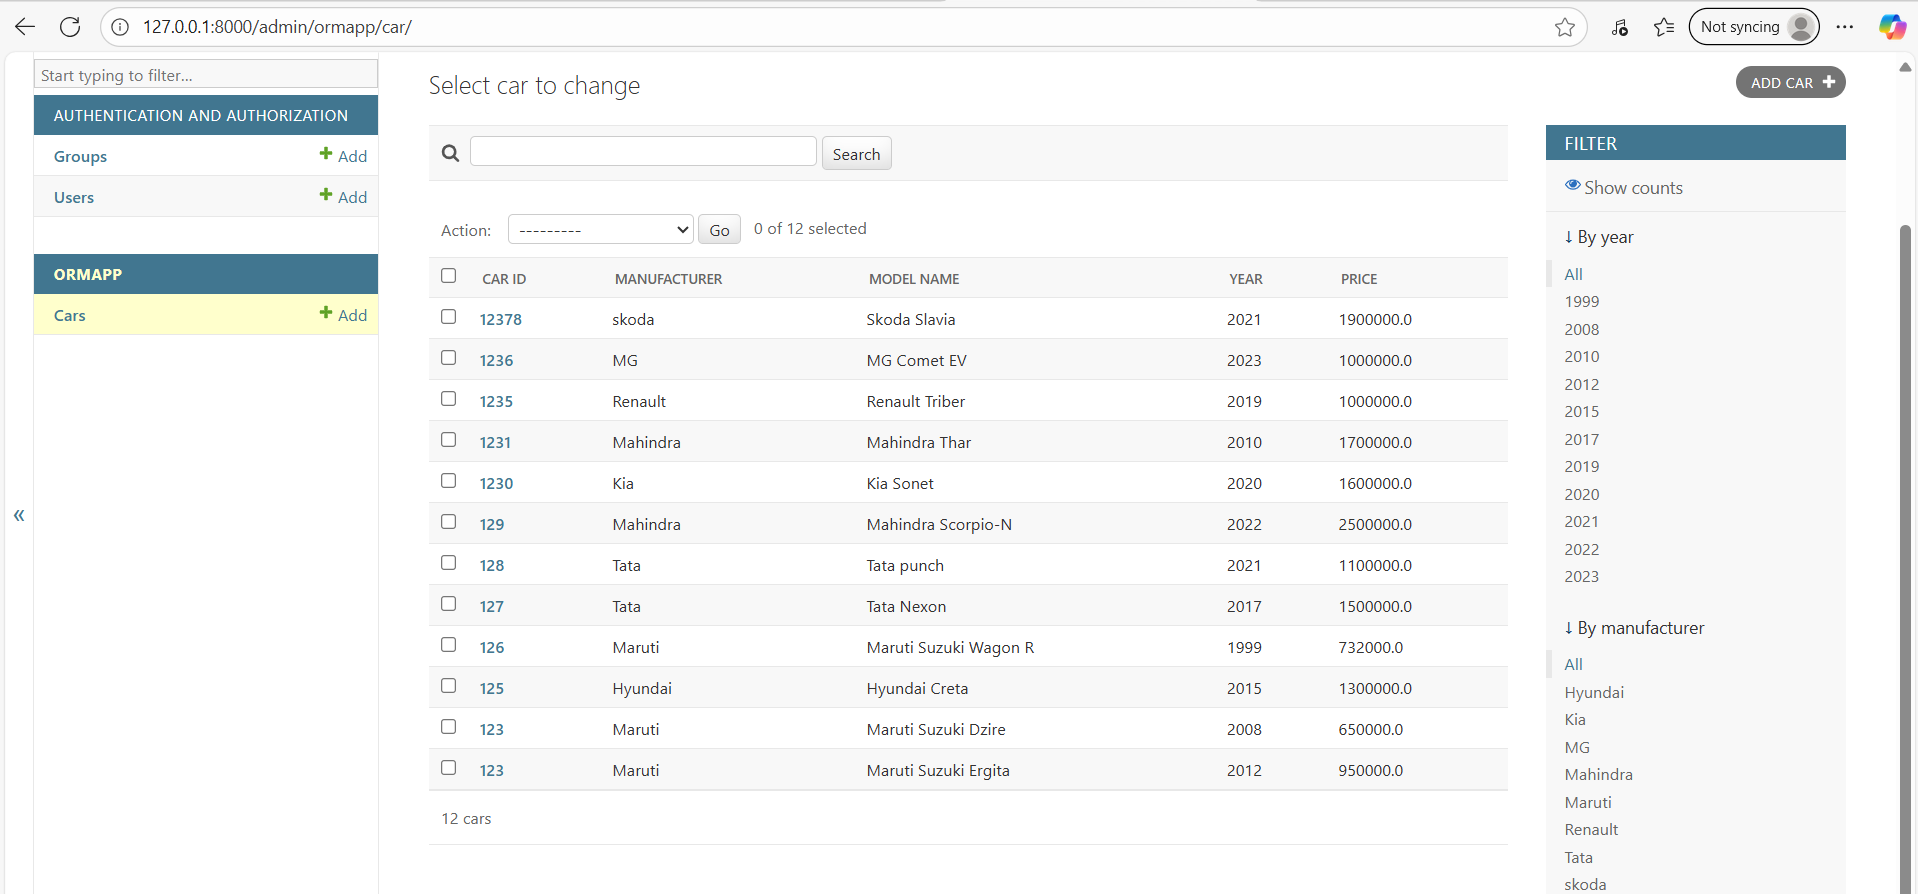 127.0.0.1:8000/admin/ormapp/car/
Not syncing
Start typing to filter...
AUTHENTICATION AND AUTHORIZATION
Groups + Add
Users + Add
ORMAPP
Cars + Add
«
Select car to change
ADD CAR +
Search
Action: --------- Go 0 of 12 selected
CAR ID MANUFACTURER MODEL NAME YEAR PRICE
12378 skoda Skoda Slavia 2021 1900000.0
1236 MG MG Comet EV 2023 1000000.0
1235 Renault Renault Triber 2019 1000000.0
1231 Mahindra Mahindra Thar 2010 1700000.0
1230 Kia Kia Sonet 2020 1600000.0
129 Mahindra Mahindra Scorpio-N 2022 2500000.0
128 Tata Tata punch 2021 1100000.0
127 Tata Tata Nexon 2017 1500000.0
126 Maruti Maruti Suzuki Wagon R 1999 732000.0
125 Hyundai Hyundai Creta 2015 1300000.0
123 Maruti Maruti Suzuki Dzire 2008 650000.0
123 Maruti Maruti Suzuki Ergita 2012 950000.0
12 cars
FILTER
Show counts
↓ By year
All
1999
2008
2010
2012
2015
2017
2019
2020
2021
2022
2023
↓ By manufacturer
All
Hyundai
Kia
MG
Mahindra
Maruti
Renault
Tata
skoda